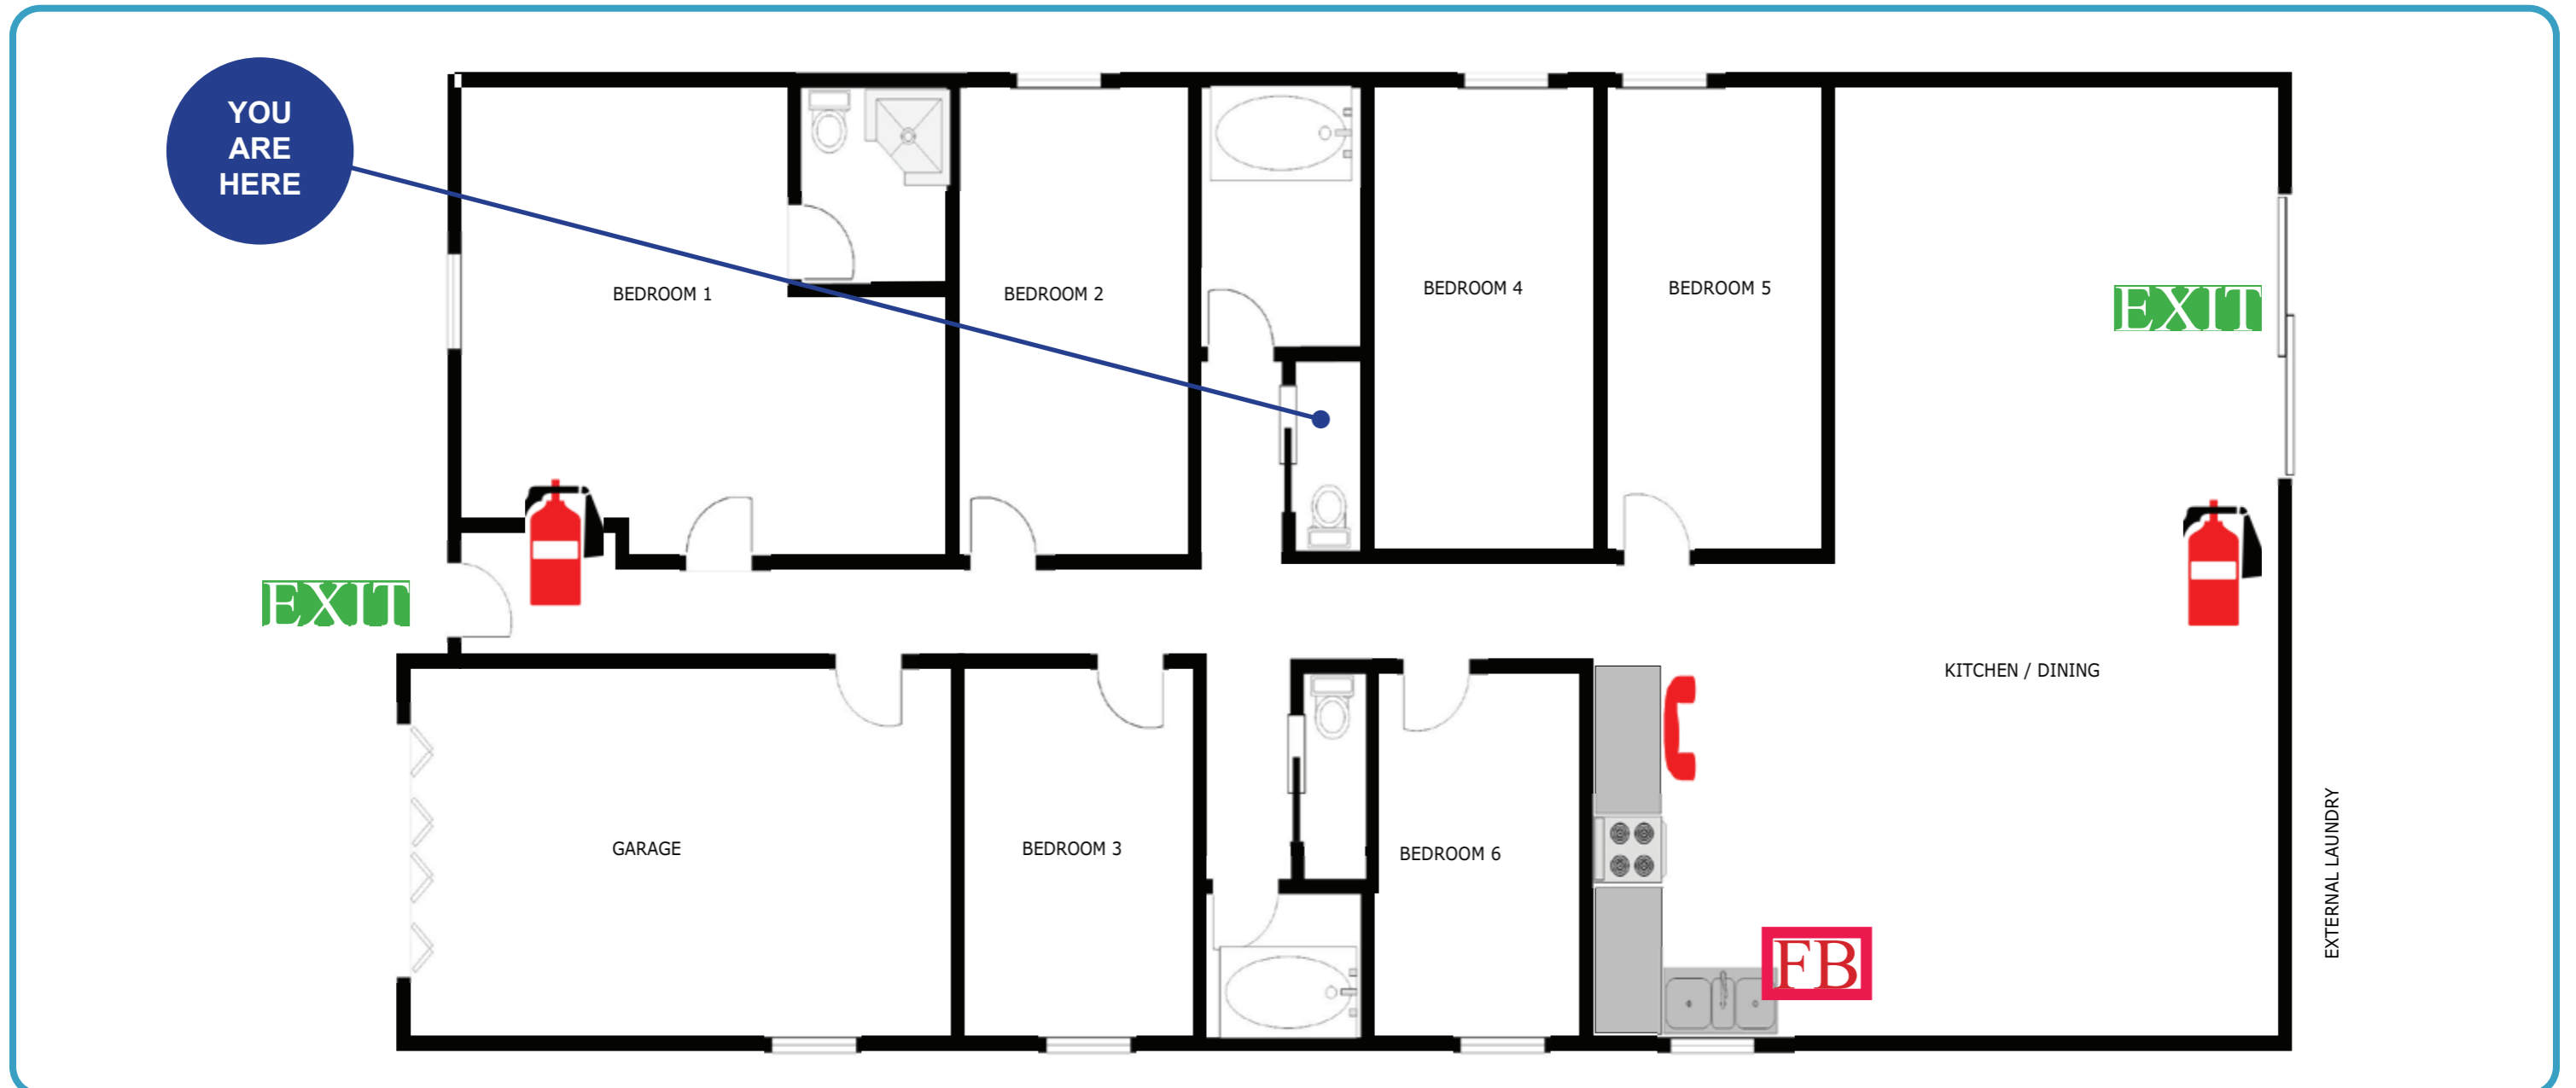 YOU
ARE
HERE
BEDROOM 1
BEDROOM 2
BEDROOM 4
BEDROOM 5
EXIT
EXIT
KITCHEN / DINING
GARAGE
BEDROOM 3
BEDROOM 6
EXTERNAL LAUNDRY
FB